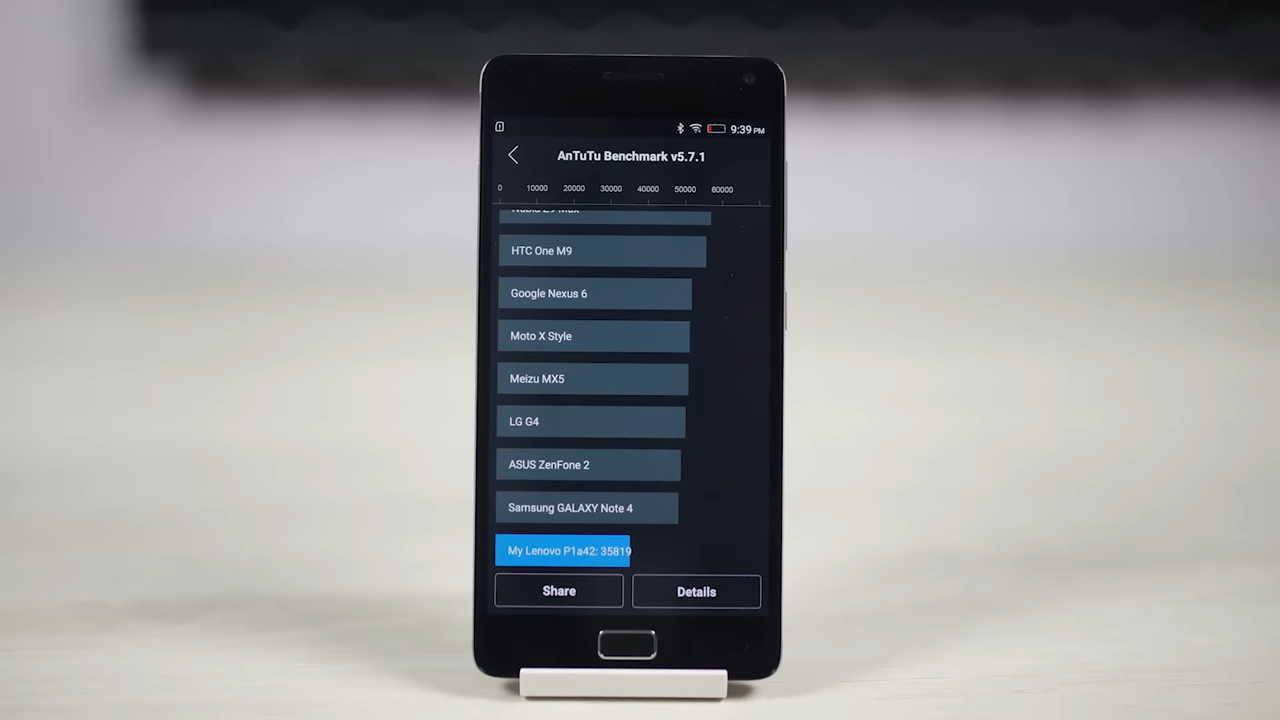 9:39 PM
AnTuTu Benchmark v5.7.1
0 10000 20000 30000 40000 50000 60000
HTC One M9
Google Nexus 6
Moto X Style
Meizu MX5
LG G4
ASUS ZenFone 2
Samsung GALAXY Note 4
My Lenovo P1a42: 35819
Share Details